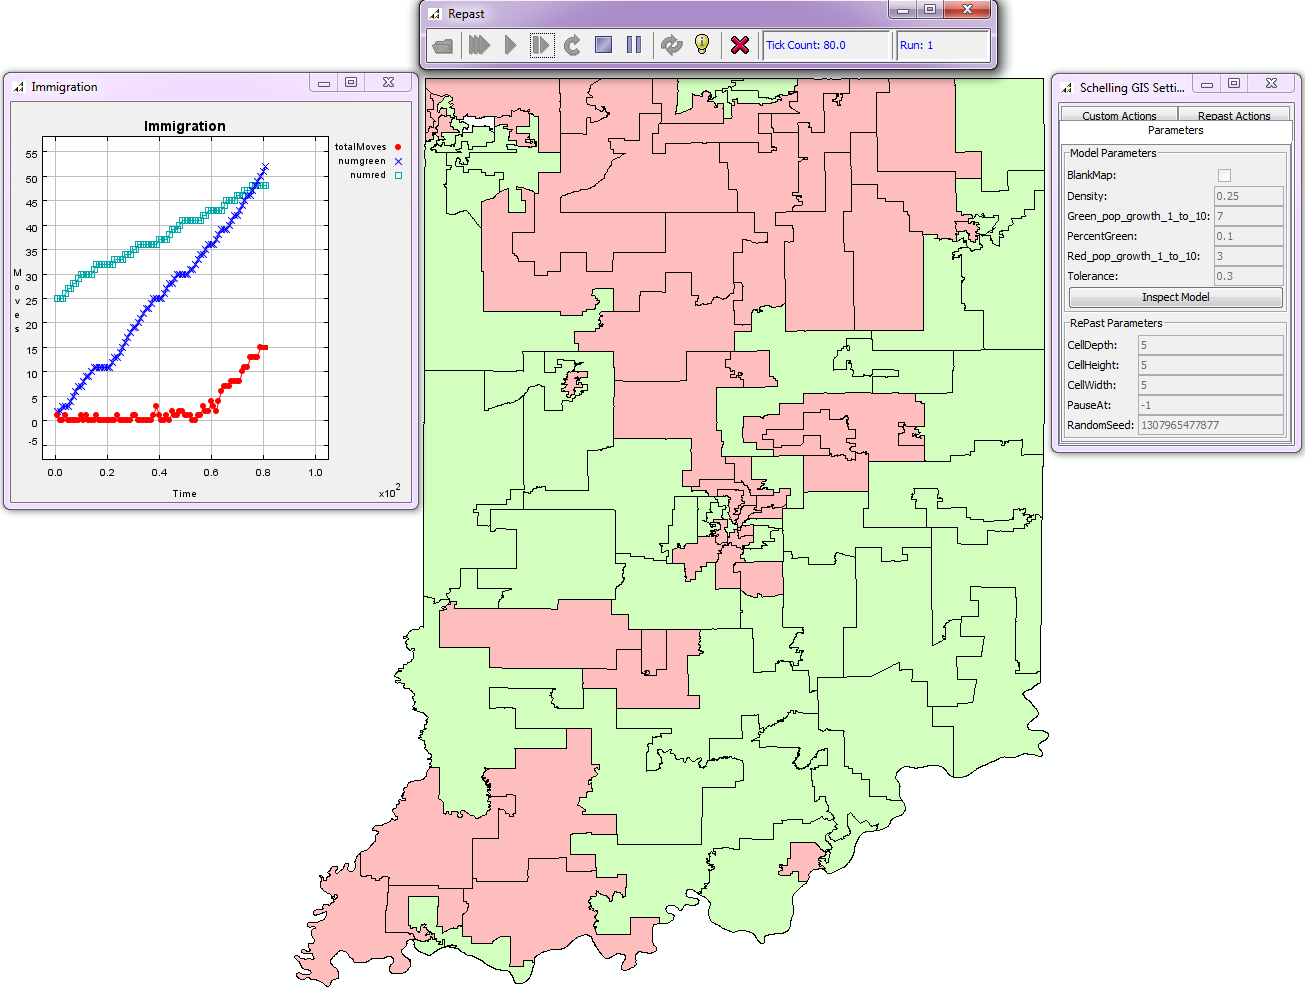 Repast
Tick Count: 80.0
Run: 1
Immigration
Immigration
totalMoves
numgreen
numred
55
50
45
40
35
30
25
20
15
10
5
0
-5
Moves
0.0
0.2
0.4
0.6
0.8
1.0
Time
x10²
Schelling GIS Setti...
Custom Actions
Repast Actions
Parameters
Model Parameters
BlankMap:
Density: 0.25
Green_pop_growth_1_to_10: 7
PercentGreen: 0.1
Red_pop_growth_1_to_10: 3
Tolerance: 0.3
Inspect Model
RePast Parameters
CellDepth: 5
CellHeight: 5
CellWidth: 5
PauseAt: -1
RandomSeed: 1307965477877